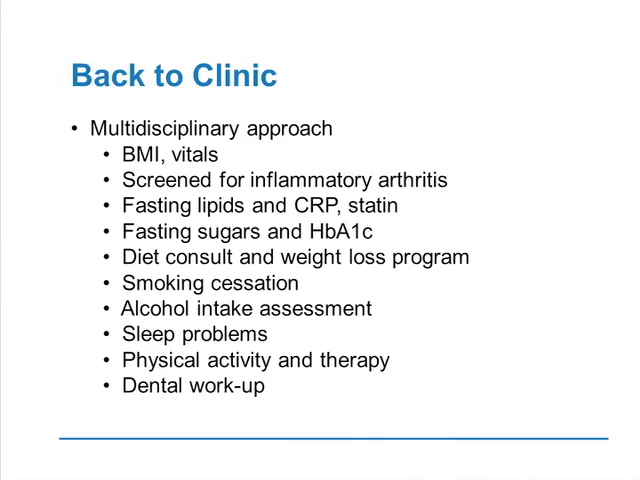 Back to Clinic
• Multidisciplinary approach
• BMI, vitals
• Screened for inflammatory arthritis
• Fasting lipids and CRP, statin
• Fasting sugars and HbA1c
• Diet consult and weight loss program
• Smoking cessation
• Alcohol intake assessment
• Sleep problems
• Physical activity and therapy
• Dental work-up